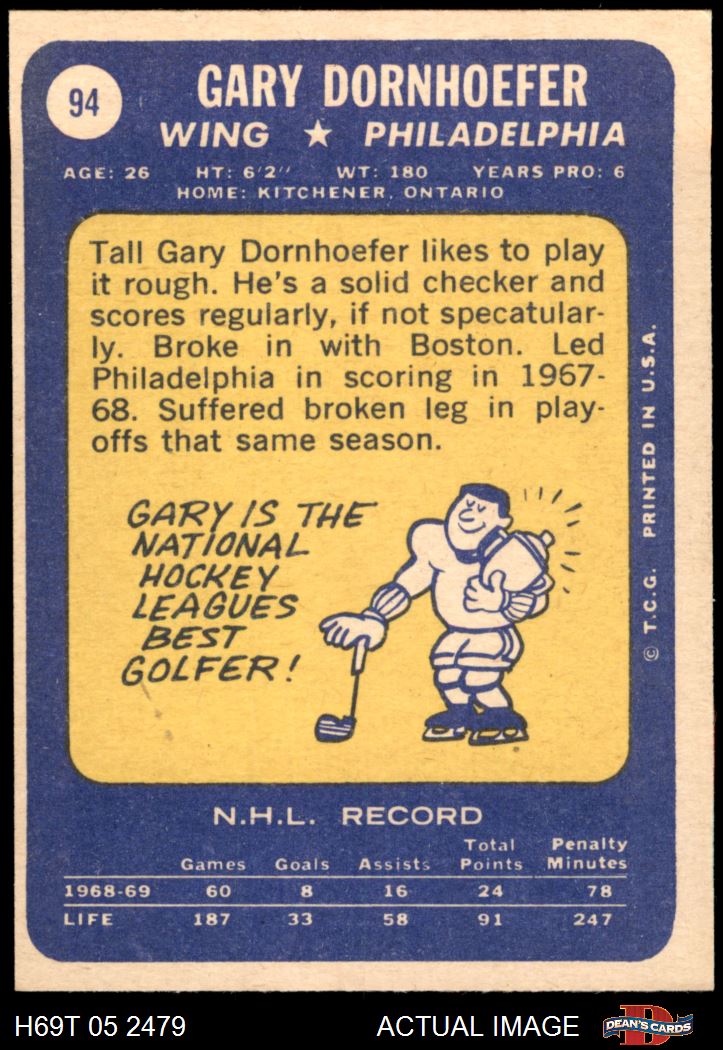 94
GARY DORNHOEFER
WING ★ PHILADELPHIA
AGE: 26 HT: 6'2" WT: 180 YEARS PRO: 6
HOME: KITCHENER, ONTARIO
Tall Gary Dornhoefer likes to play
it rough. He's a solid checker and
scores regularly, if not specatular-
ly. Broke in with Boston. Led
Philadelphia in scoring in 1967-
68. Suffered broken leg in play-
offs that same season.
GARY IS THE
NATIONAL
HOCKEY
LEAGUES
BEST
GOLFER!
© T.C.G. PRINTED IN U.S.A.
N.H.L. RECORD
Games Goals Assists Total Points Penalty Minutes
1968-69 60 8 16 24 78
LIFE 187 33 58 91 247
H69T 05 2479 ACTUAL IMAGE
D
DEAN'S CARDS